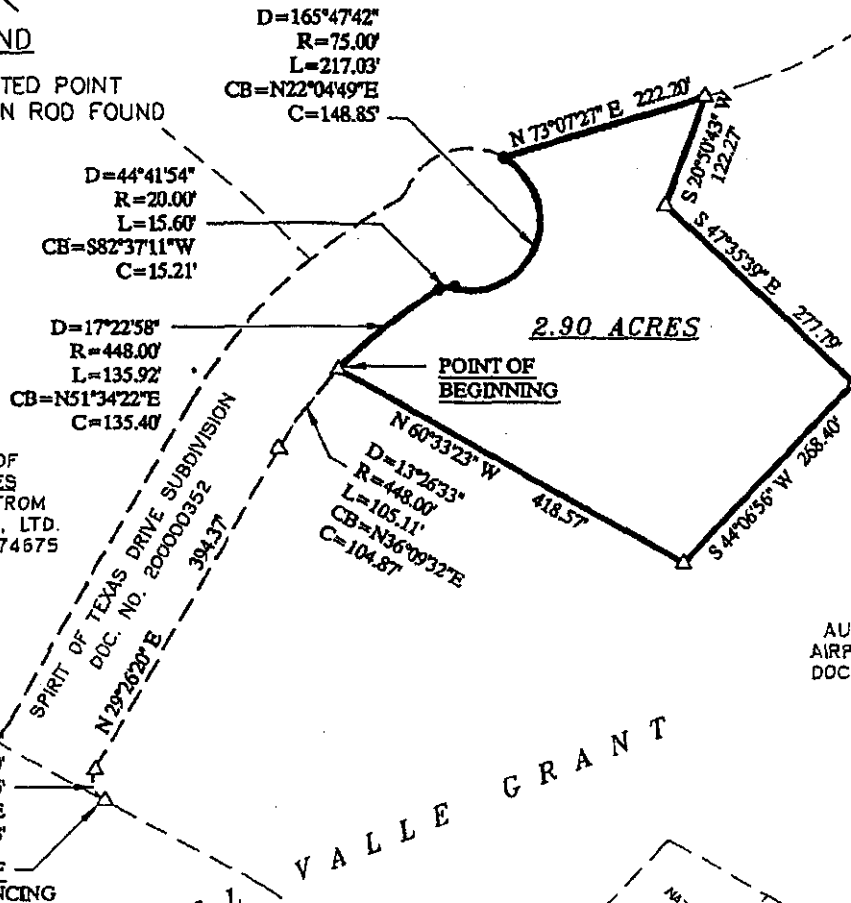 ND
TED POINT
N ROD FOUND
D=165°47'42"
R=75.00'
L=217.03'
CB=N22°04'49"E
C=148.85'
N 73°07'27" E 222.20'
S 20°50'43" W
122.27'
D=44°41'54"
R=20.00'
L=15.60'
CB=S82°37'11"W
C=15.21'
S 47°35'39" E 277.79'
2.90 ACRES
D=17°22'58"
R=448.00'
L=135.92'
CB=N51°34'22"E
C=135.40'
POINT OF
BEGINNING
N 60°33'23" W 418.57'
S 44°06'56" W 268.40'
D=13°26'33"
R=448.00'
L=105.11'
CB=N36°09'32"E
C=104.87'
OF
ES
TROM
, LTD.
74675
SPIRIT OF TEXAS DRIVE SUBDIVISION
DOC. NO. 200000352
N 29°26'20" E 394.37'
AU
AIRP
DOC
VALLE GRANT
E
F
NCING
NA